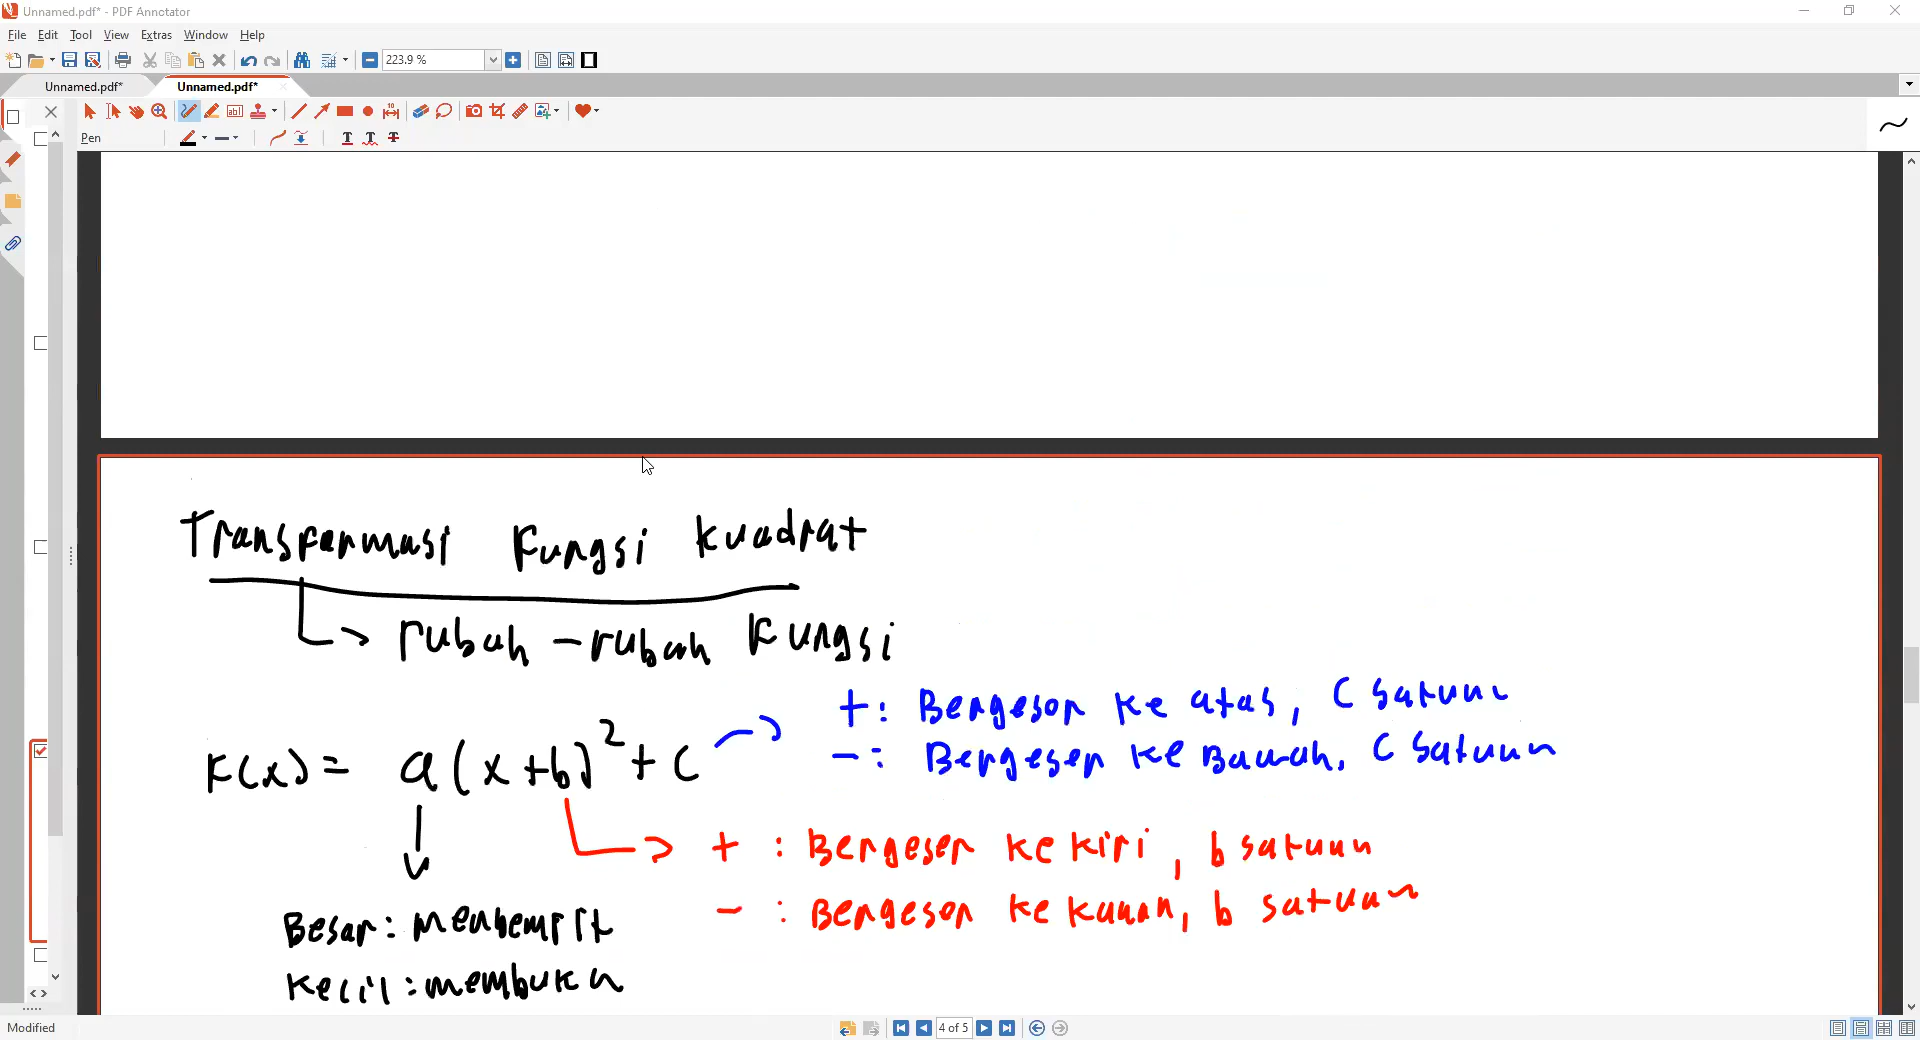 Unnamed.pdf* - PDF Annotator
File Edit Tool View Extras Window Help
223.9 %
Unnamed.pdf* Unnamed.pdf*
Pen
Transformasi Fungsi Kuadrat
rubah - rubah Fungsi
+ : Bergeser ke atas, c satuan
- : Bergeser ke Bawah, c satuan
F(x) = a(x+b)² + c
+ : Bergeser ke kiri, b satuan
- : Bergeser ke kanan, b satuan
Besar: menyempit
Kecil: membuka
Modified 4 of 5